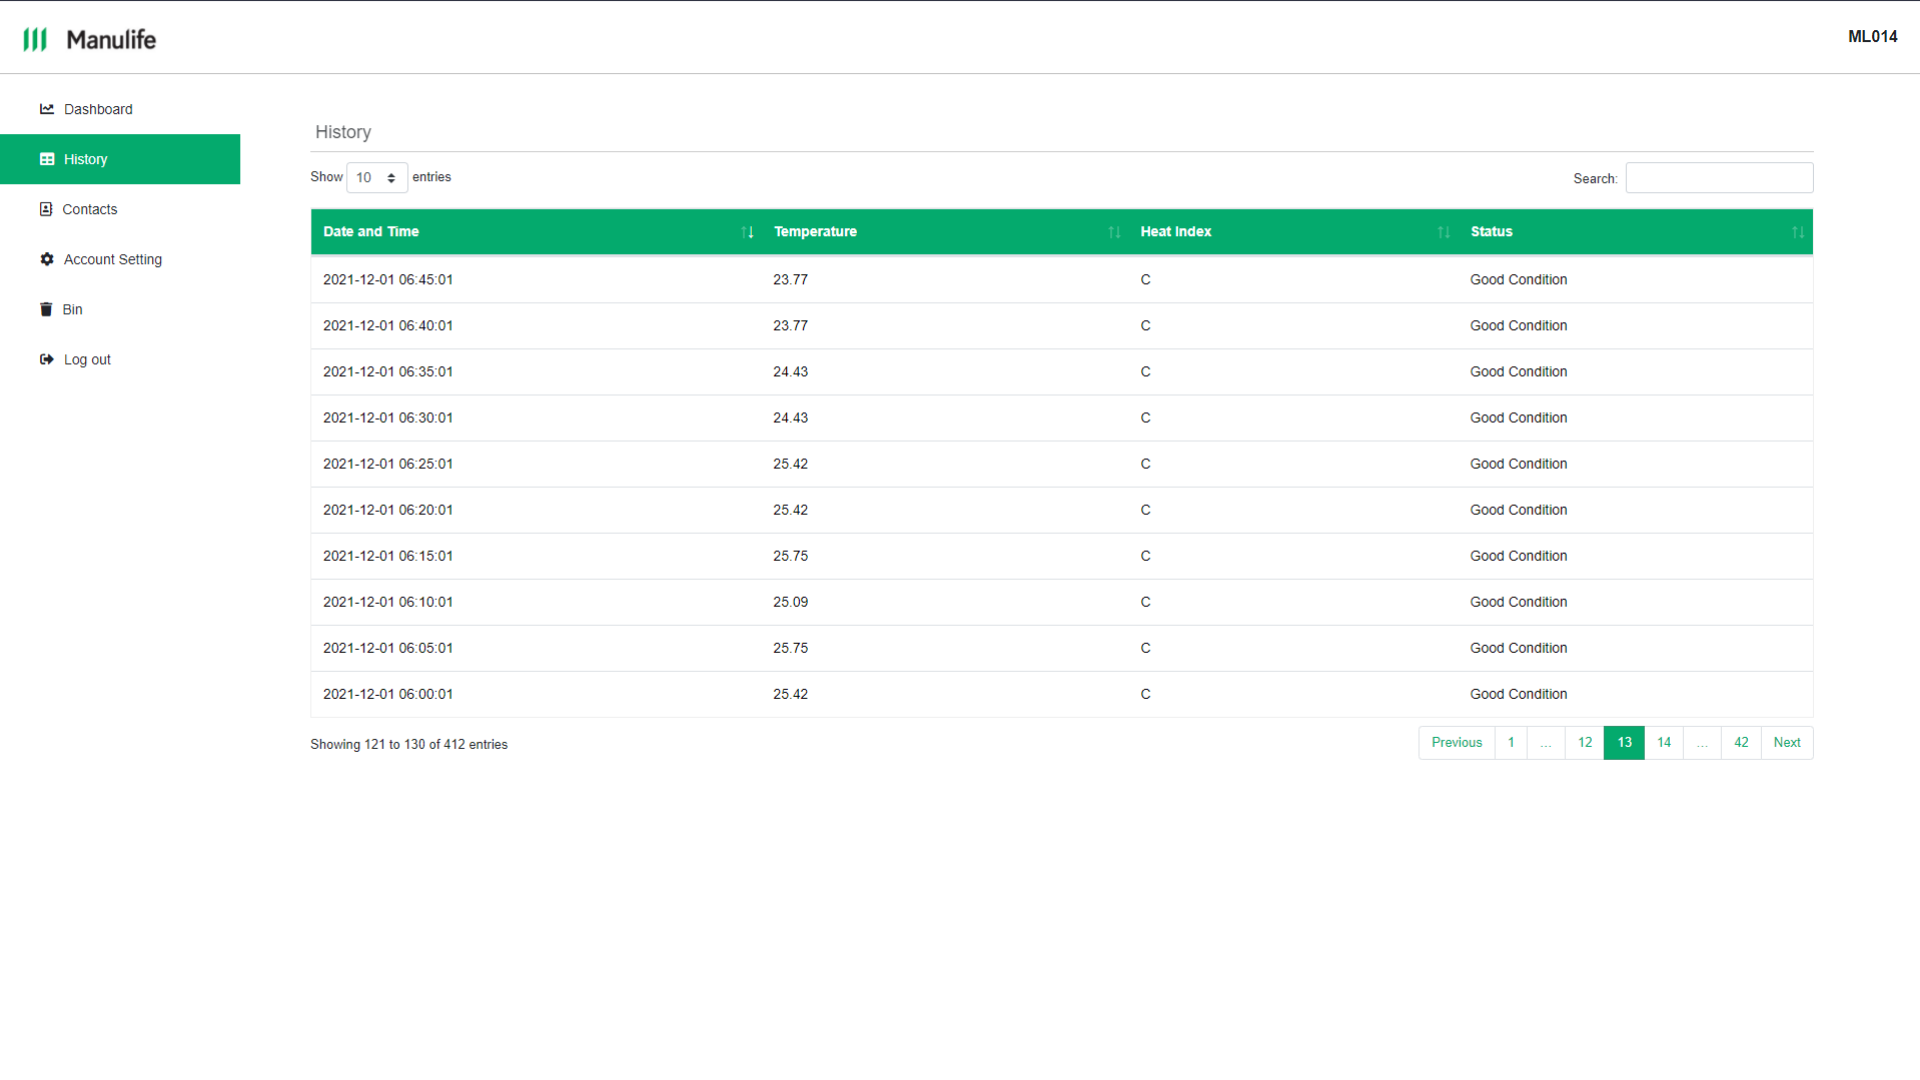 Manulife
ML014
Dashboard
History
Contacts
Account Setting
Bin
Log out
History
Show 10 entries
Search:
Date and Time Temperature Heat Index Status
2021-12-01 06:45:01 23.77 C Good Condition
2021-12-01 06:40:01 23.77 C Good Condition
2021-12-01 06:35:01 24.43 C Good Condition
2021-12-01 06:30:01 24.43 C Good Condition
2021-12-01 06:25:01 25.42 C Good Condition
2021-12-01 06:20:01 25.42 C Good Condition
2021-12-01 06:15:01 25.75 C Good Condition
2021-12-01 06:10:01 25.09 C Good Condition
2021-12-01 06:05:01 25.75 C Good Condition
2021-12-01 06:00:01 25.42 C Good Condition
Showing 121 to 130 of 412 entries
Previous 1 ... 12 13 14 ... 42 Next